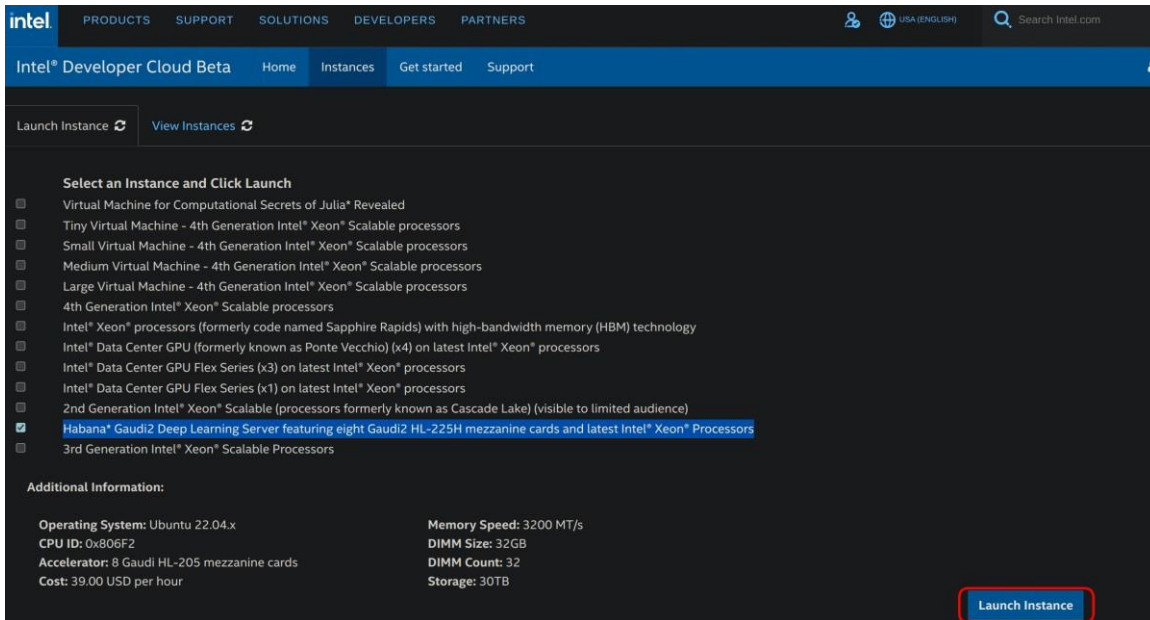 intel. PRODUCTS SUPPORT SOLUTIONS DEVELOPERS PARTNERS USA (ENGLISH) Search Intel.com
Intel® Developer Cloud Beta Home Instances Get started Support
Launch Instance View Instances
Select an Instance and Click Launch
Virtual Machine for Computational Secrets of Julia* Revealed
Tiny Virtual Machine - 4th Generation Intel® Xeon® Scalable processors
Small Virtual Machine - 4th Generation Intel® Xeon® Scalable processors
Medium Virtual Machine - 4th Generation Intel® Xeon® Scalable processors
Large Virtual Machine - 4th Generation Intel® Xeon® Scalable processors
4th Generation Intel® Xeon® Scalable processors
Intel® Xeon® processors (formerly code named Sapphire Rapids) with high-bandwidth memory (HBM) technology
Intel® Data Center GPU (formerly known as Ponte Vecchio) (x4) on latest Intel® Xeon® processors
Intel® Data Center GPU Flex Series (x3) on latest Intel® Xeon® processors
Intel® Data Center GPU Flex Series (x1) on latest Intel® Xeon® processors
2nd Generation Intel® Xeon® Scalable (processors formerly known as Cascade Lake) (visible to limited audience)
Habana* Gaudi2 Deep Learning Server featuring eight Gaudi2 HL-225H mezzanine cards and latest Intel® Xeon® Processors
3rd Generation Intel® Xeon® Scalable Processors
Additional Information:
Operating System: Ubuntu 22.04.x Memory Speed: 3200 MT/s
CPU ID: 0x806F2 DIMM Size: 32GB
Accelerator: 8 Gaudi HL-205 mezzanine cards DIMM Count: 32
Cost: 39.00 USD per hour Storage: 30TB
Launch Instance